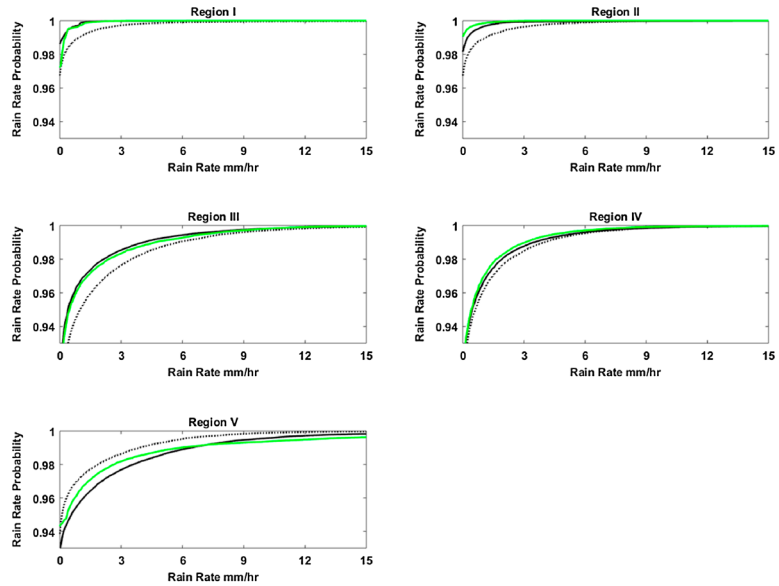 Region I
Rain Rate Probability
1
0.98
0.96
0.94
0 3 6 9 12 15
Rain Rate mm/hr
Region II
Rain Rate Probability
1
0.98
0.96
0.94
0 3 6 9 12 15
Rain Rate mm/hr
Region III
Rain Rate Probability
1
0.98
0.96
0.94
0 3 6 9 12 15
Rain Rate mm/hr
Region IV
Rain Rate Probability
1
0.98
0.96
0.94
0 3 6 9 12 15
Rain Rate mm/hr
Region V
Rain Rate Probability
1
0.98
0.96
0.94
0 3 6 9 12 15
Rain Rate mm/hr